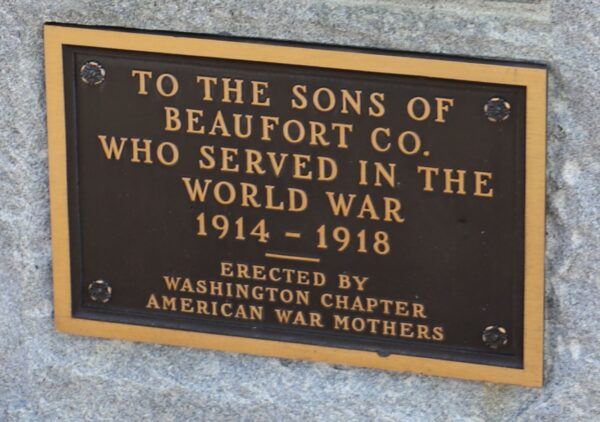 TO THE SONS OF
BEAUFORT CO.
WHO SERVED IN THE
WORLD WAR
1914 – 1918
ERECTED BY
WASHINGTON CHAPTER
AMERICAN WAR MOTHERS